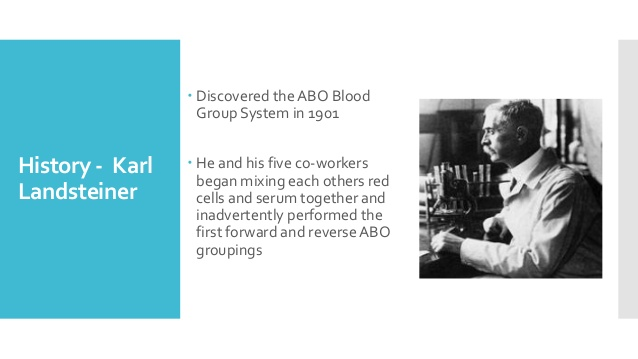 History - Karl
Landsteiner
• Discovered the ABO Blood
Group System in 1901
• He and his five co-workers
began mixing each others red
cells and serum together and
inadvertently performed the
first forward and reverse ABO
groupings